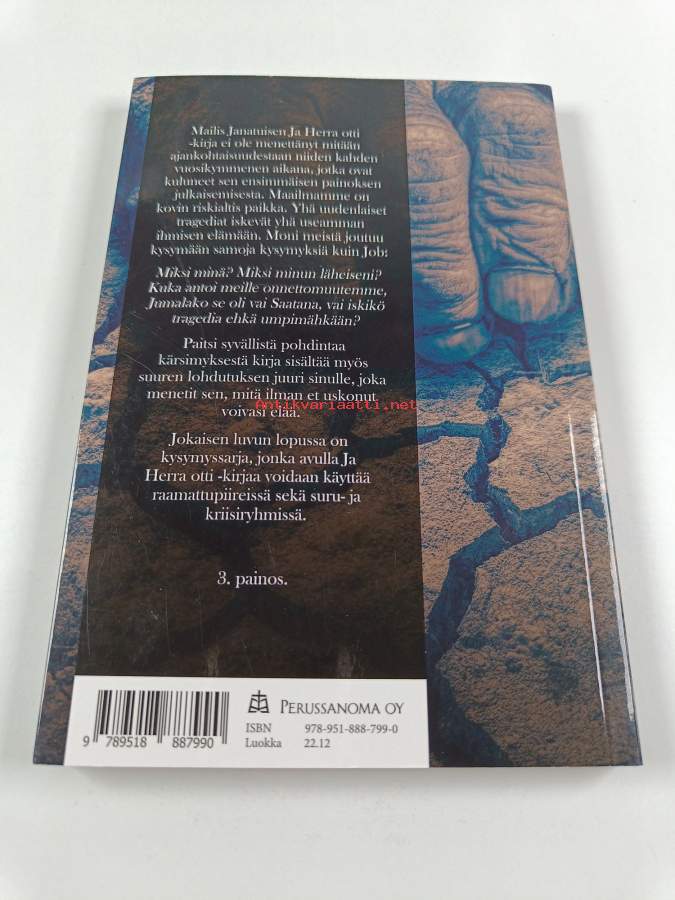 Mailis Janatuisen Ja Herra otti
-kirja ei ole menettänyt mitään
ajankohtaisuudestaan niiden kahden
vuosikymmenen aikana, jotka ovat
kuluneet sen ensimmäisen painoksen
julkaisemisesta. Maailmamme on
kovin riskialtis paikka. Yhä uudenlaiset
tragediat iskevät yhä useamman
ihmisen elämään. Moni meistä joutuu
kysymään samoja kysymyksiä kuin Job:
Miksi minä? Miksi minun läheiseni?
Kuka antoi meille onnettomuutemme,
Jumalako se oli vai Saatana, vai iskikö
tragedia ehkä umpimähkään?
Paitsi syvällistä pohdintaa
kärsimyksestä kirja sisältää myös
suuren lohdutuksen juuri sinulle, joka
menetit sen, mitä ilman et uskonut
Antikvariaatti.net
voivasi elää.
Jokaisen luvun lopussa on
kysymyssarja, jonka avulla Ja
Herra otti -kirjaa voidaan käyttää
raamattupiireissä sekä suru- ja
kriisiryhmissä.
3. painos.
PERUSSANOMA OY
ISBN 978-951-888-799-0
Luokka 22.12
9 789518 887990